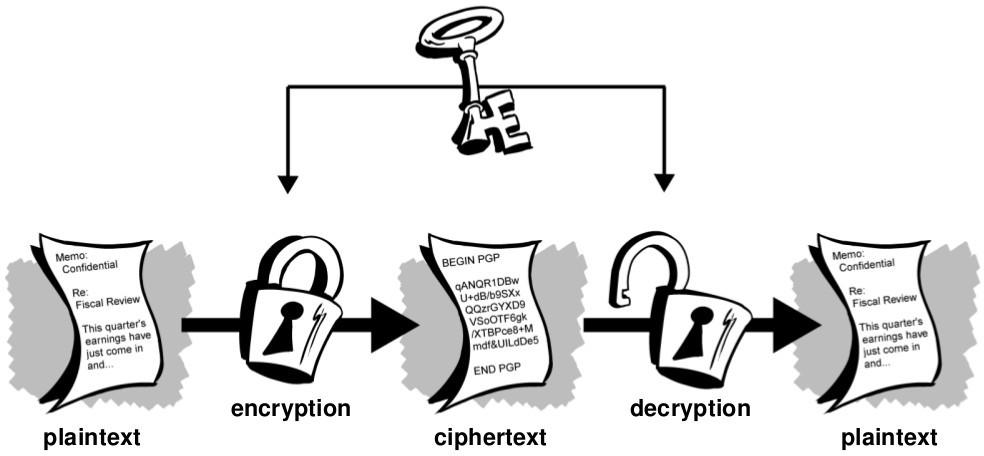 Memo:
Confidential
Re:
Fiscal Review
This quarter's
earnings have
just come in
and...
plaintext
encryption
BEGIN PGP
qANQR1DBw
U+dB/b9SXx
QQzrGYXD9
VSoOTF6gk
/XTBPce8+M
mdf&UILdDe5
END PGP
ciphertext
decryption
Memo:
Confidential
Re:
Fiscal Review
This quarter's
earnings have
just come in
and...
plaintext